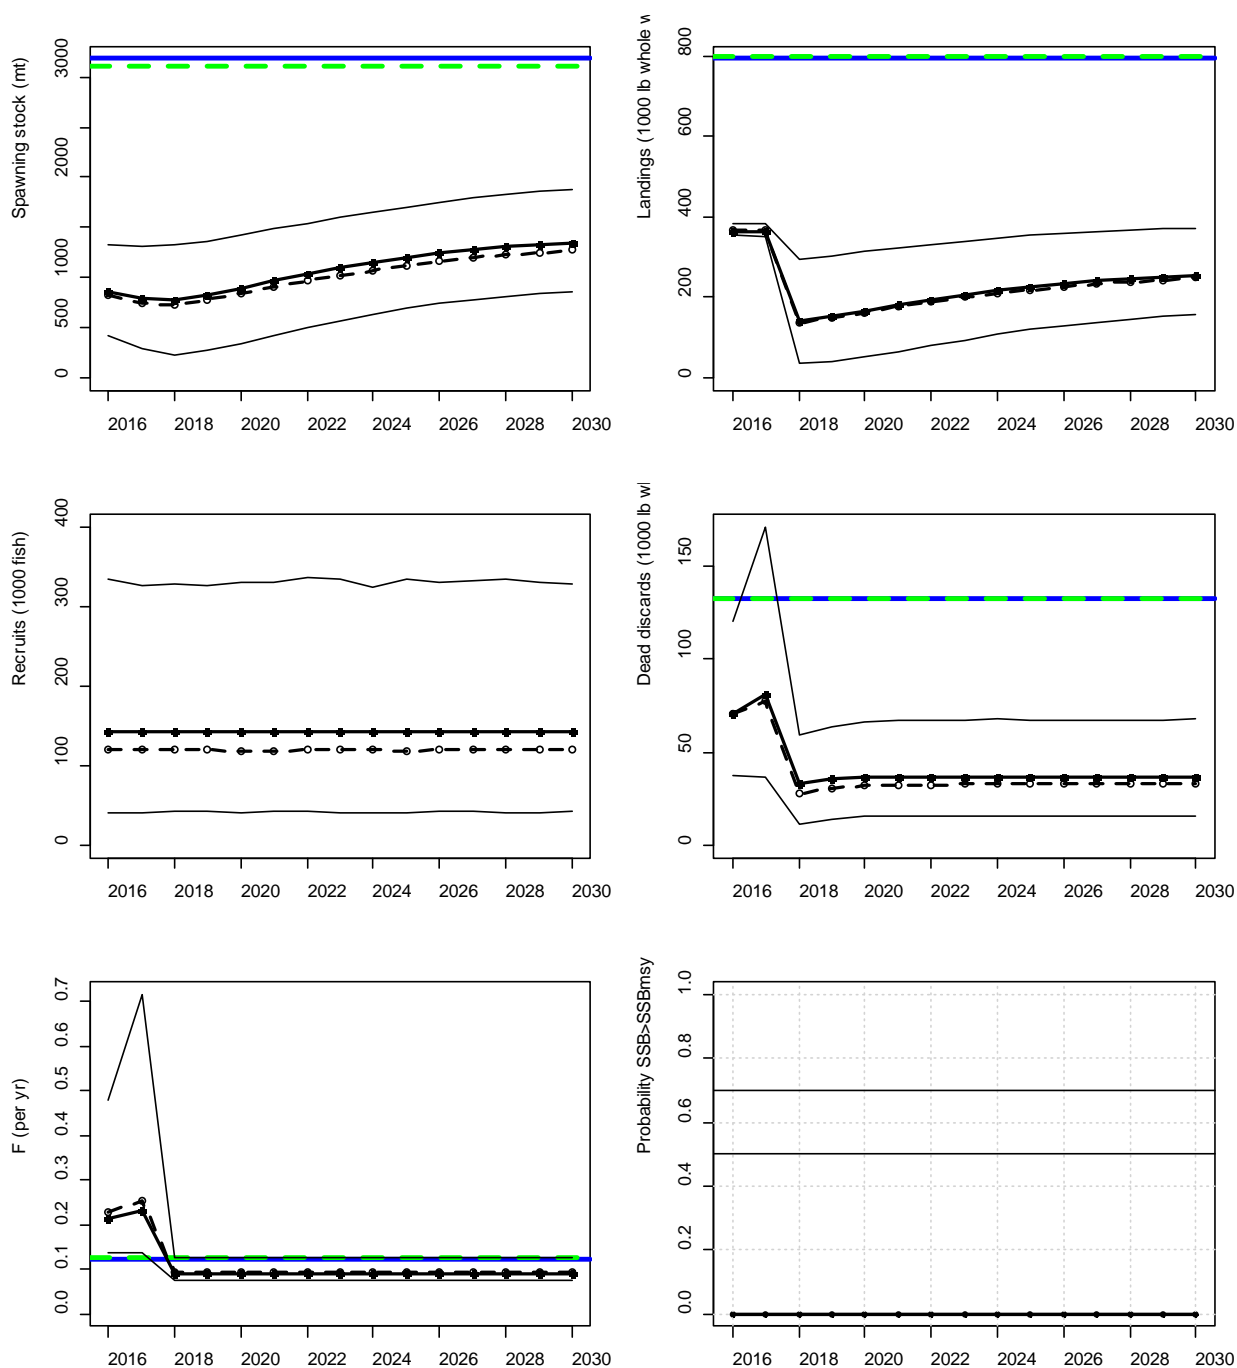 Spawning stock (mt)
0 500 1000 2000 3000
2016 2018 2020 2022 2024 2026 2028 2030
Landings (1000 lb whole w
0 200 400 600 800
2016 2018 2020 2022 2024 2026 2028 2030
Recruits (1000 fish)
0 100 200 300 400
2016 2018 2020 2022 2024 2026 2028 2030
Dead discards (1000 lb w
0 50 100 150
2016 2018 2020 2022 2024 2026 2028 2030
F (per yr)
0.0 0.1 0.2 0.3 0.4 0.5 0.6 0.7
2016 2018 2020 2022 2024 2026 2028 2030
Probability SSB>SSBmsy
0.0 0.2 0.4 0.6 0.8 1.0
2016 2018 2020 2022 2024 2026 2028 2030